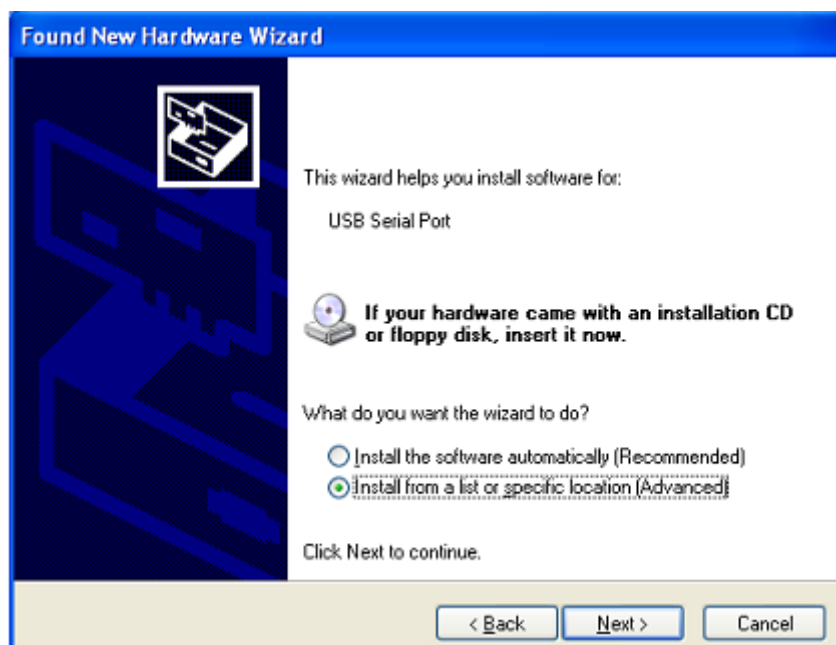 Found New Hardware Wizard
This wizard helps you install software for:
USB Serial Port
If your hardware came with an installation CD
or floppy disk, insert it now.
What do you want the wizard to do?
Install the software automatically (Recommended)
Install from a list or specific location (Advanced)
Click Next to continue.
< Back
Next >
Cancel